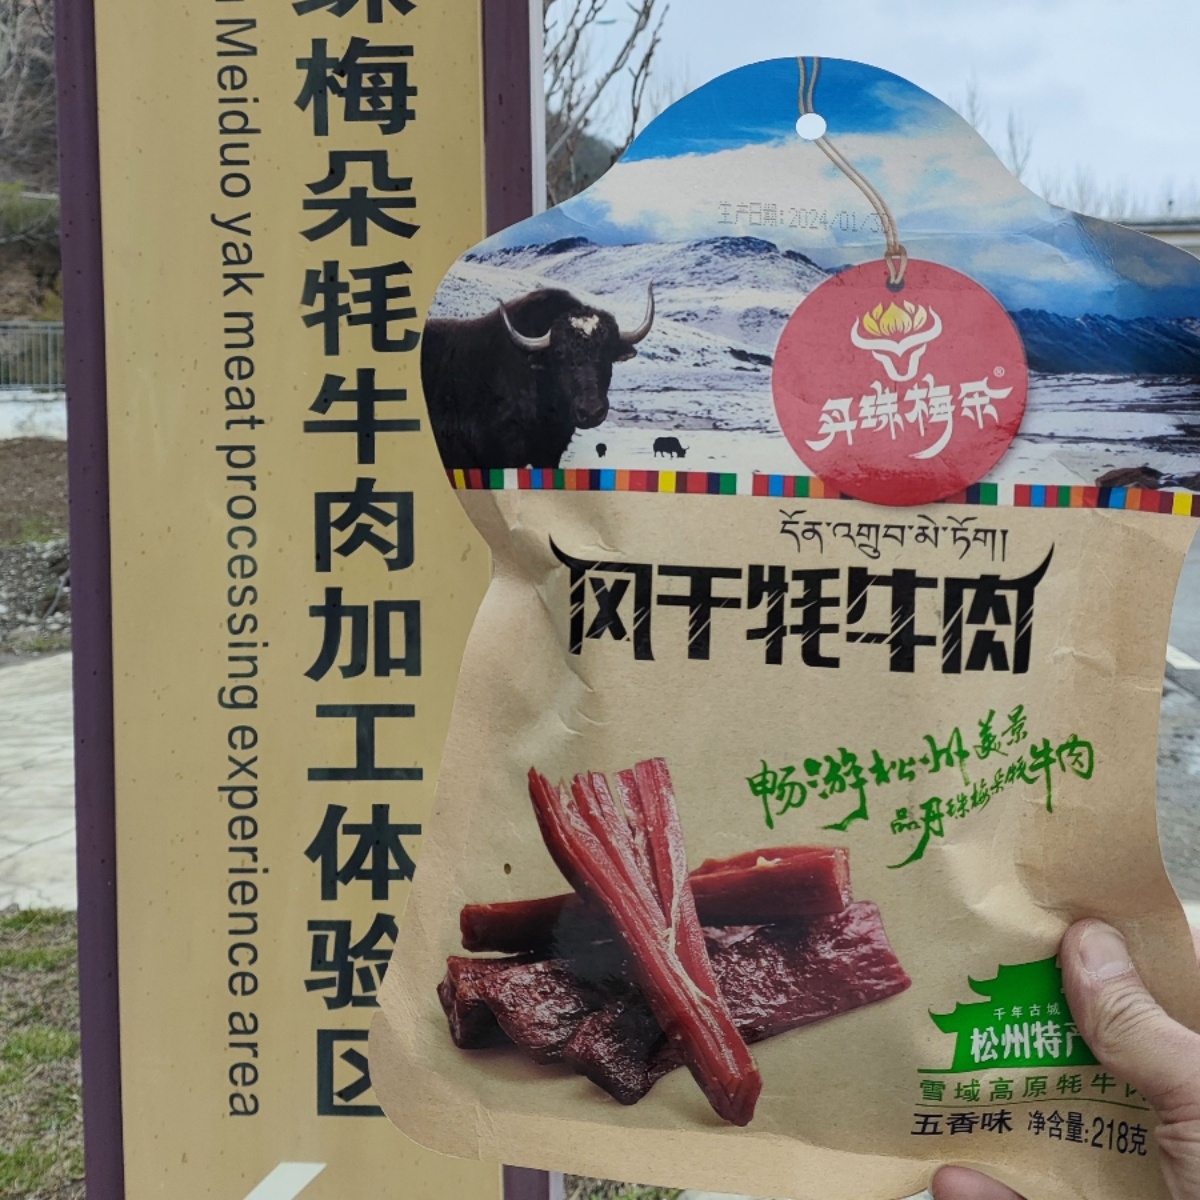 梅朵牦牛肉加工体验区
Meiduo yak meat processing experience area
生产日期:2024/01/3
丹珠梅朵®
དོན་འགྲུབ་མེ་ཏོག།
风干牦牛肉
畅游松州美景
品丹珠梅朵牦牛肉
千年古城
松州特产
雪域高原牦牛肉
五香味 净含量:218克